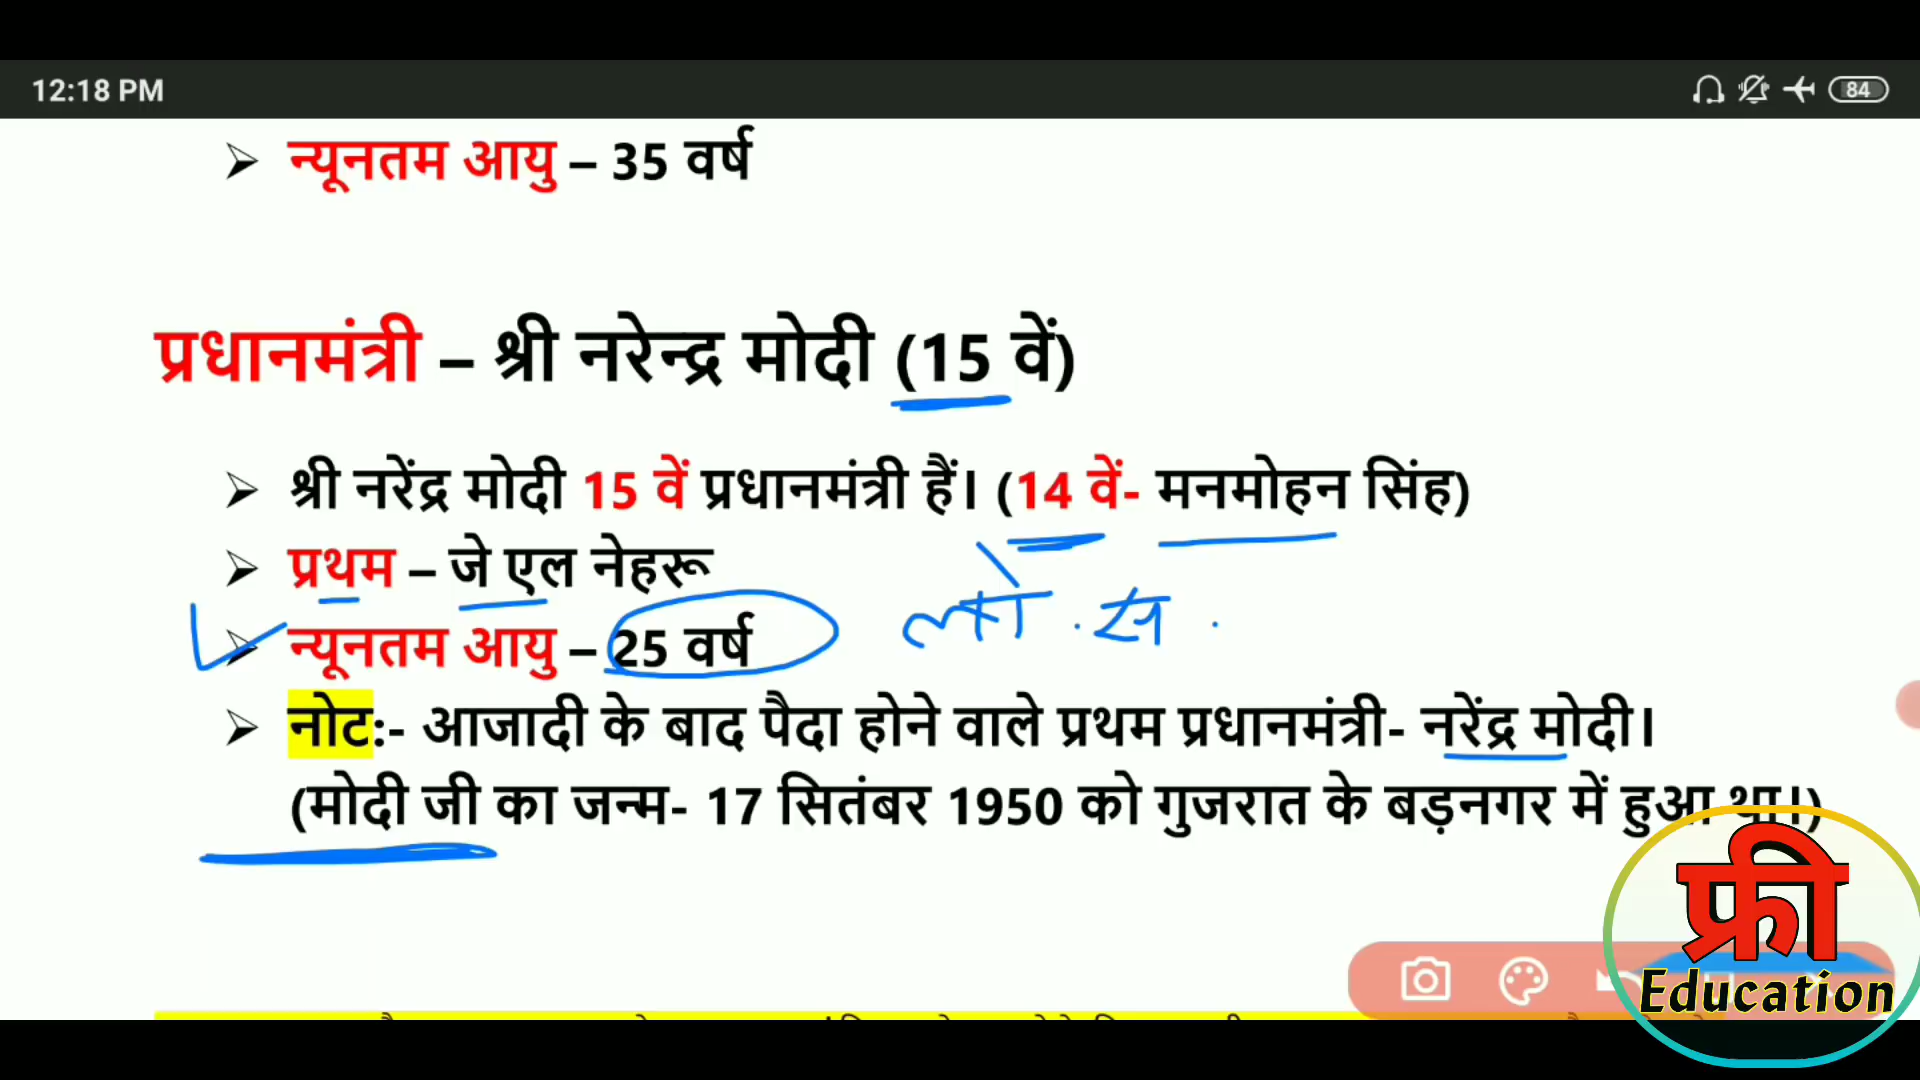 12:18 PM
84
➢ न्यूनतम आयु – 35 वर्ष
प्रधानमंत्री – श्री नरेन्द्र मोदी (15 वें)
➢ श्री नरेंद्र मोदी 15 वें प्रधानमंत्री हैं। (14 वें- मनमोहन सिंह)
➢ प्रथम – जे एल नेहरू
लो . स .
➢ न्यूनतम आयु – 25 वर्ष
➢ नोट:- आजादी के बाद पैदा होने वाले प्रथम प्रधानमंत्री- नरेंद्र मोदी।
(मोदी जी का जन्म- 17 सितंबर 1950 को गुजरात के बड़नगर में हुआ था।)
फ्री
Education